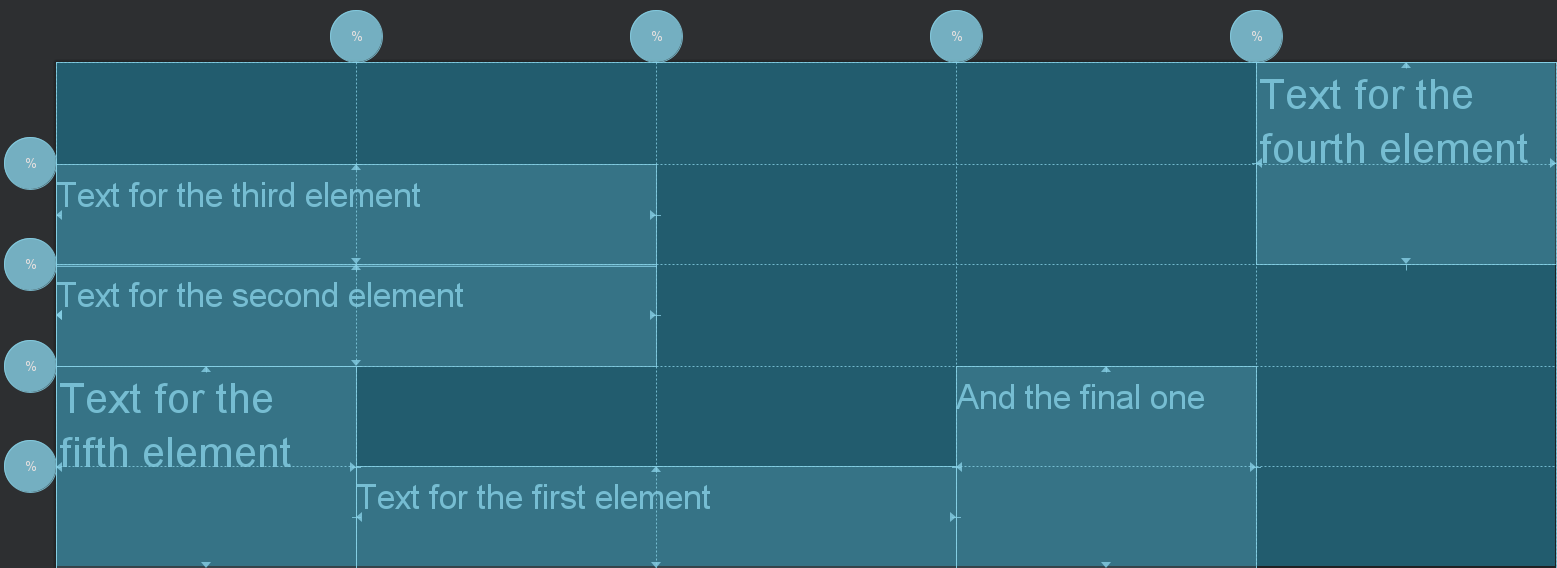 % % % %
Text for the
fourth element
%
Text for the third element
%
Text for the second element
%
Text for the
fifth element
And the final one
%
Text for the first element